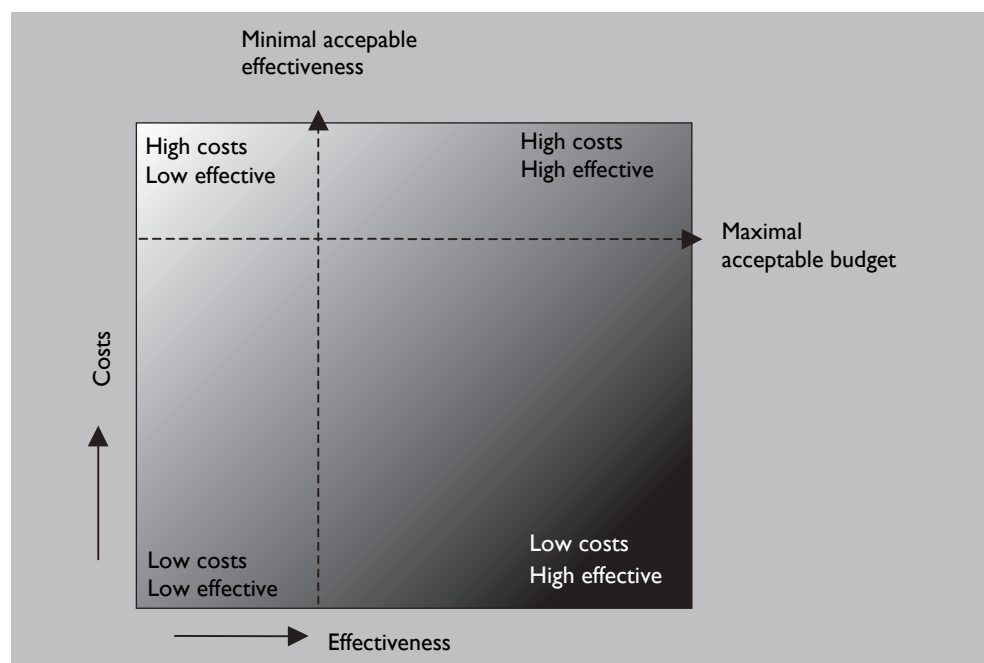 Minimal accepable
effectiveness
High costs
Low effective
High costs
High effective
Maximal
acceptable budget
Costs
Low costs
High effective
Low costs
Low effective
Effectiveness